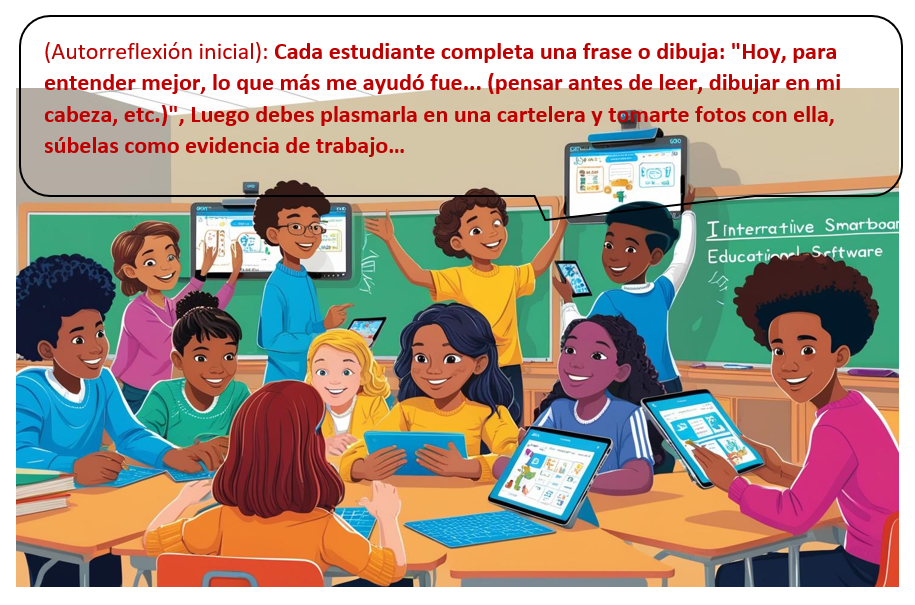 (Autorreflexión inicial): Cada estudiante completa una frase o dibuja: "Hoy, para
entender mejor, lo que más me ayudó fue... (pensar antes de leer, dibujar en mi
cabeza, etc.)", Luego debes plasmarla en una cartelera y tomarte fotos con ella,
súbelas como evidencia de trabajo...
I Interratiive Smarboar
Educational Srftware